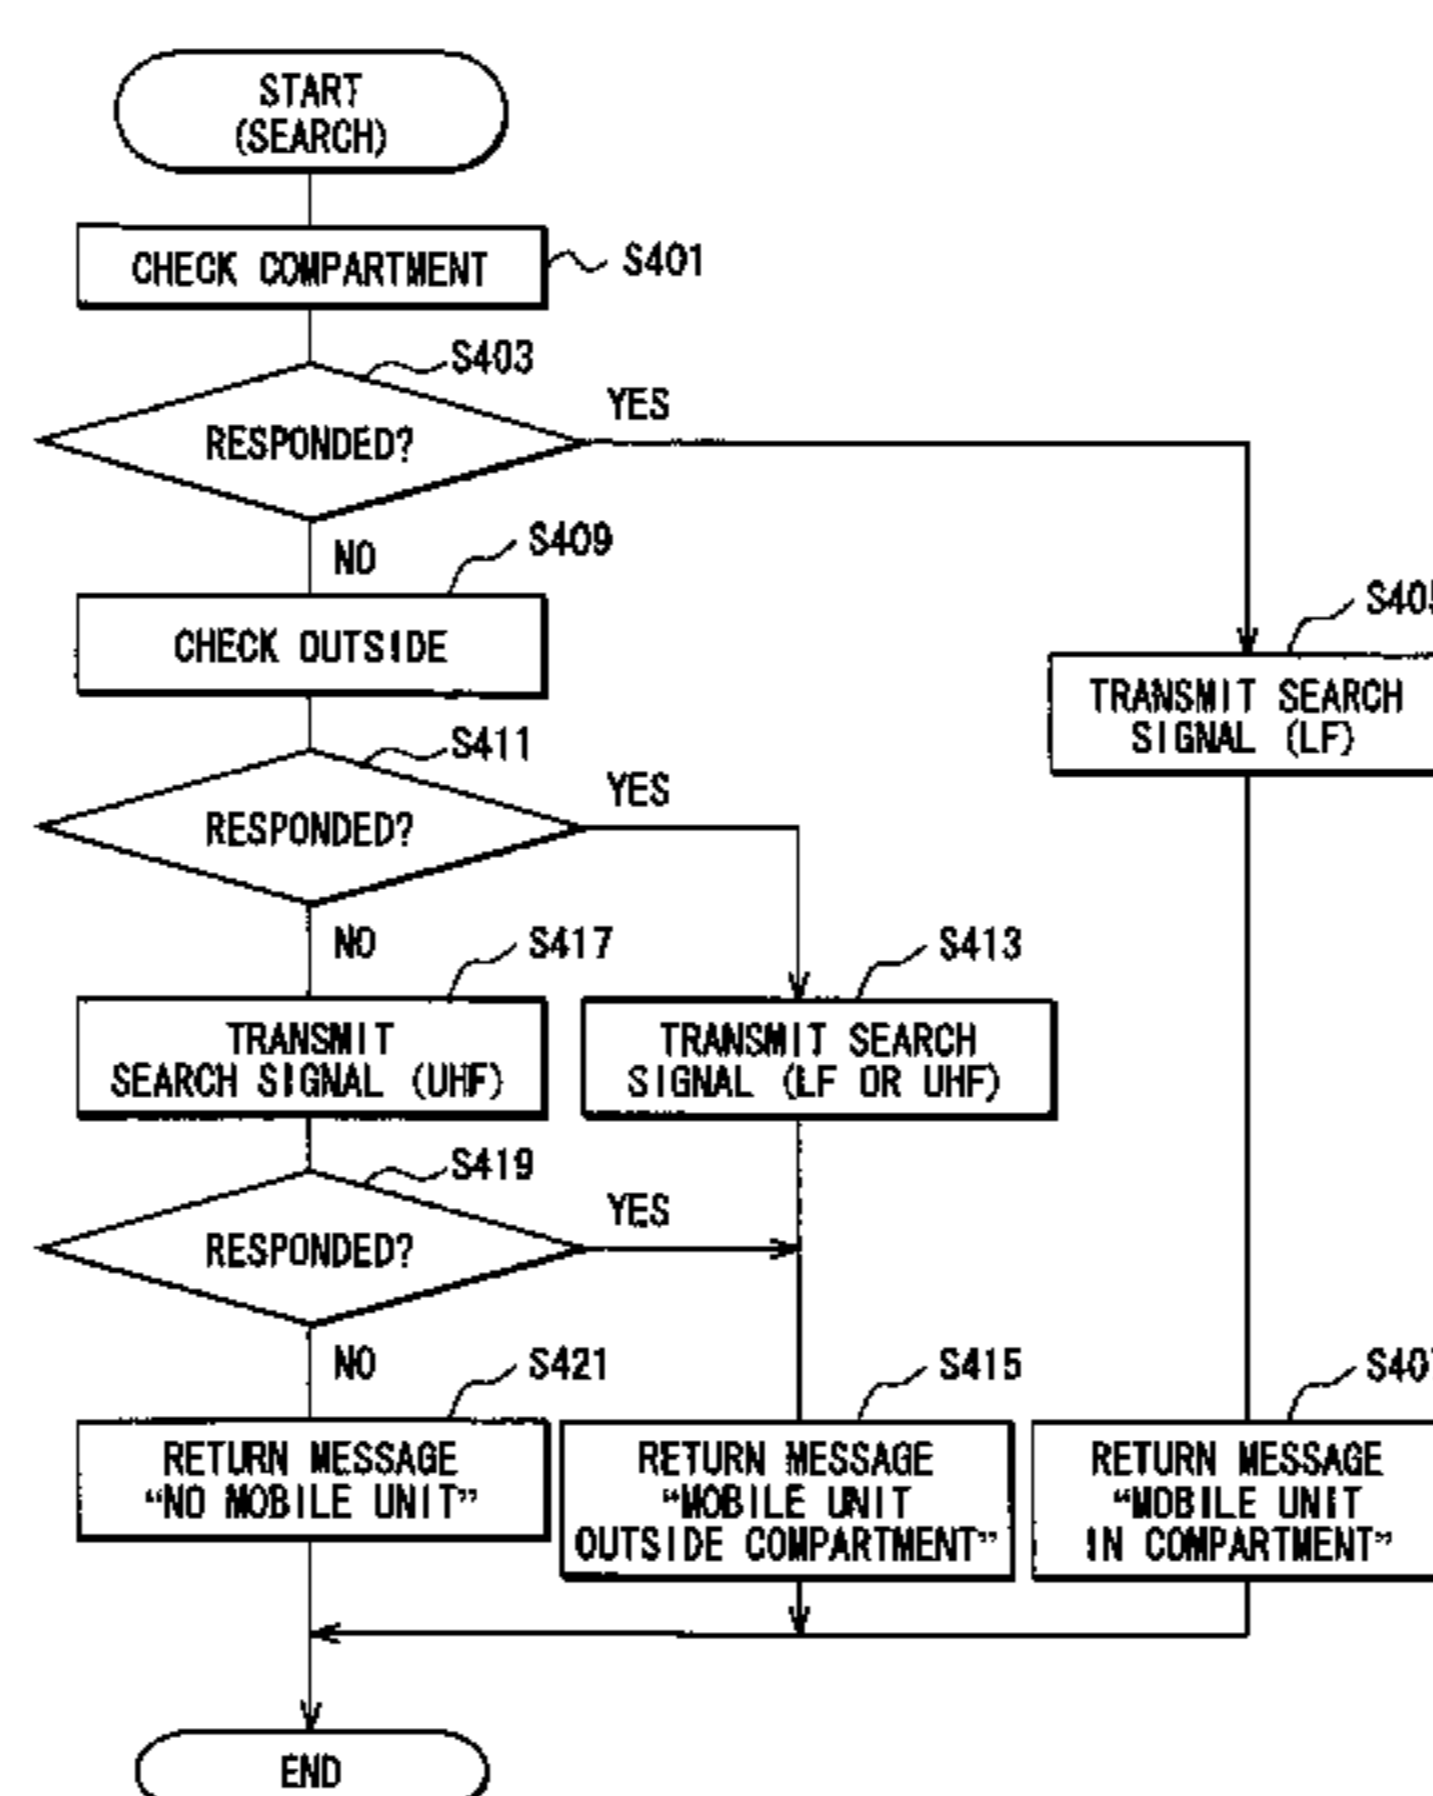 START
(SEARCH)
CHECK COMPARTMENT
S401
S403
RESPONDED?
YES
NO
S409
CHECK OUTSIDE
S405
TRANSMIT SEARCH
SIGNAL (LF)
S411
RESPONDED?
YES
NO
S417
TRANSMIT
SEARCH SIGNAL (UHF)
S413
TRANSMIT SEARCH
SIGNAL (LF OR UHF)
S419
RESPONDED?
YES
NO
S421
RETURN MESSAGE
“NO MOBILE UNIT”
S415
RETURN MESSAGE
“MOBILE UNIT
OUTSIDE COMPARTMENT”
S407
RETURN MESSAGE
“MOBILE UNIT
IN COMPARTMENT”
END